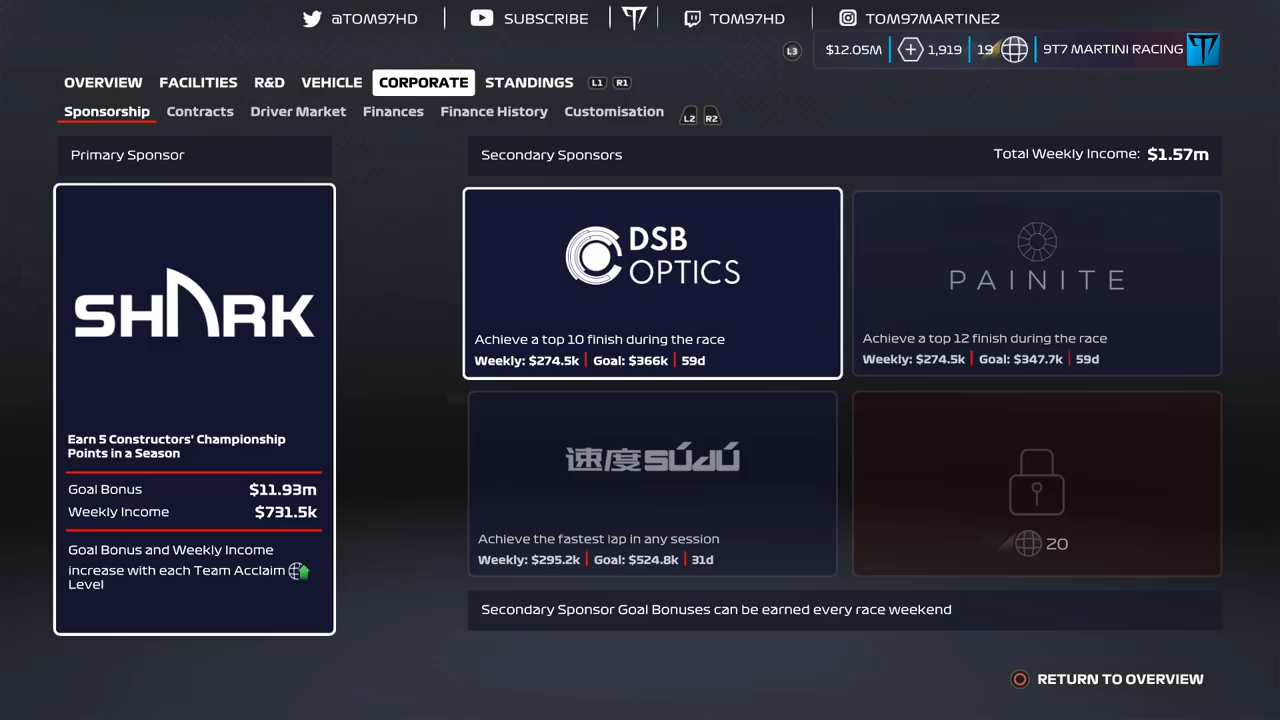 @TOM97HD SUBSCRIBE TOM97HD TOM97MARTINEZ
L3 $12.05M 1,919 19 9T7 MARTINI RACING
OVERVIEW FACILITIES R&D VEHICLE CORPORATE STANDINGS L1 R1
Sponsorship Contracts Driver Market Finances Finance History Customisation L2 R2
Primary Sponsor
Secondary Sponsors
Total Weekly Income: $1.57m
SHARK
Earn 5 Constructors' Championship
Points in a Season
Goal Bonus $11.93m
Weekly Income $731.5k
Goal Bonus and Weekly Income
increase with each Team Acclaim
Level
DSB
OPTICS
Achieve a top 10 finish during the race
Weekly: $274.5k Goal: $366k 59d
PAINITE
Achieve a top 12 finish during the race
Weekly: $274.5k Goal: $347.7k 59d
速度SÚDÚ
Achieve the fastest lap in any session
Weekly: $295.2k Goal: $524.8k 31d
20
Secondary Sponsor Goal Bonuses can be earned every race weekend
RETURN TO OVERVIEW